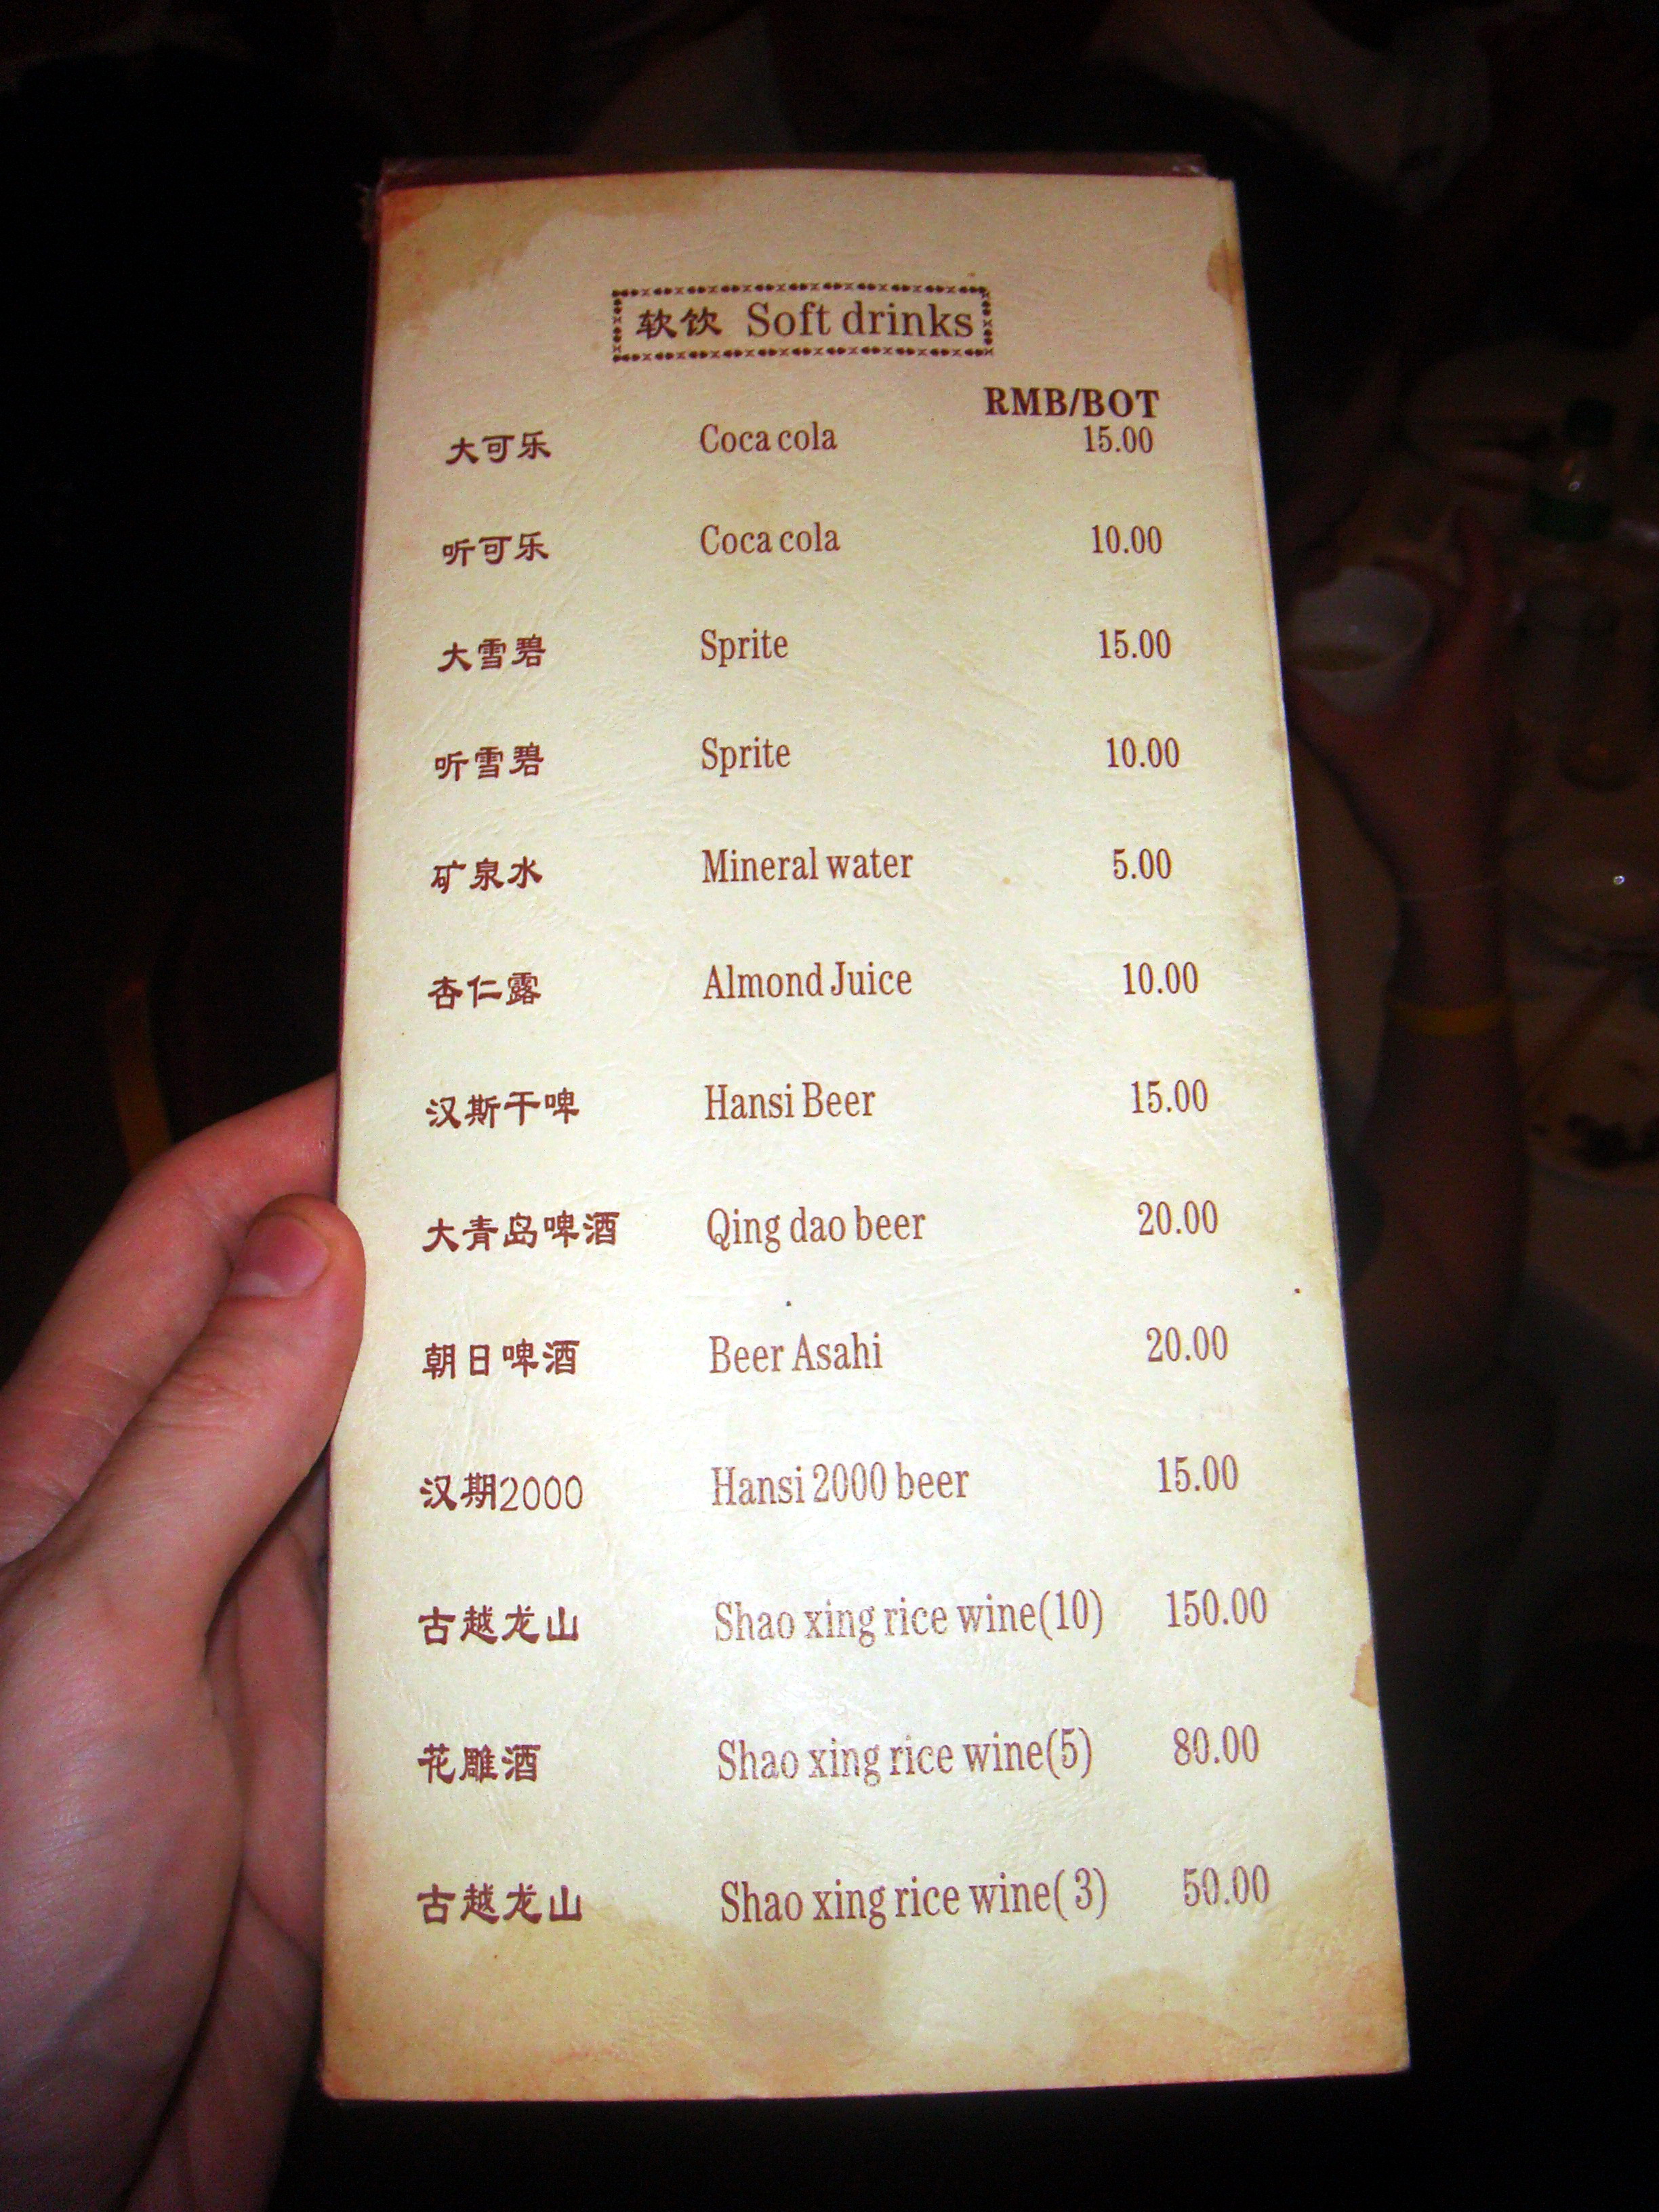 软饮 Soft drinks
RMB/BOT
大可乐 Coca cola 15.00
听可乐 Coca cola 10.00
大雪碧 Sprite 15.00
听雪碧 Sprite 10.00
矿泉水 Mineral water 5.00
杏仁露 Almond Juice 10.00
汉斯干啤 Hansi Beer 15.00
大青岛啤酒 Qing dao beer 20.00
朝日啤酒 Beer Asahi 20.00
汉期2000 Hansi 2000 beer 15.00
古越龙山 Shao xing rice wine(10) 150.00
花雕酒 Shao xing rice wine(5) 80.00
古越龙山 Shao xing rice wine( 3) 50.00